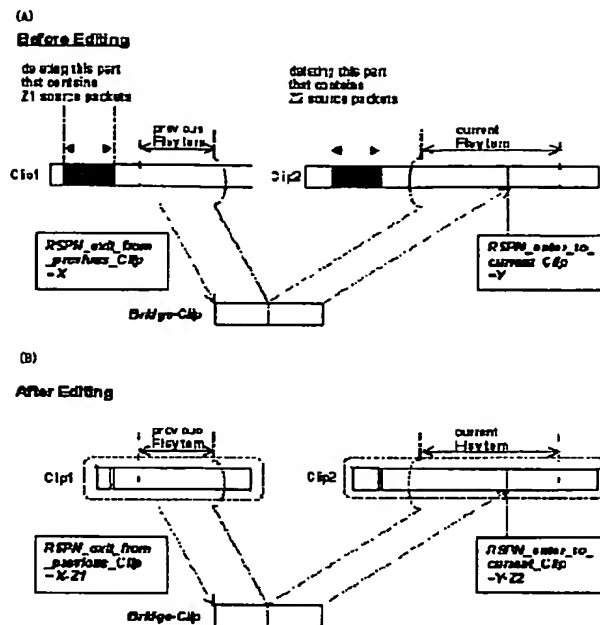 (A)
Before Editing
deleting this part
that contains
Z1 source packets
deleting this part
that contains
Z2 source packets
previous
PlayItem
current
PlayItem
Clip1
Clip2
RSPN_exit_from
_previous_Clip
=X
RSPN_enter_to_
current_Clip
=Y
Bridge-Clip
(B)
After Editing
previous
PlayItem
current
PlayItem
Clip1
Clip2
RSPN_exit_from
_previous_Clip
=X-Z1
RSPN_enter_to_
current_Clip
=Y-Z2
Bridge-Clip